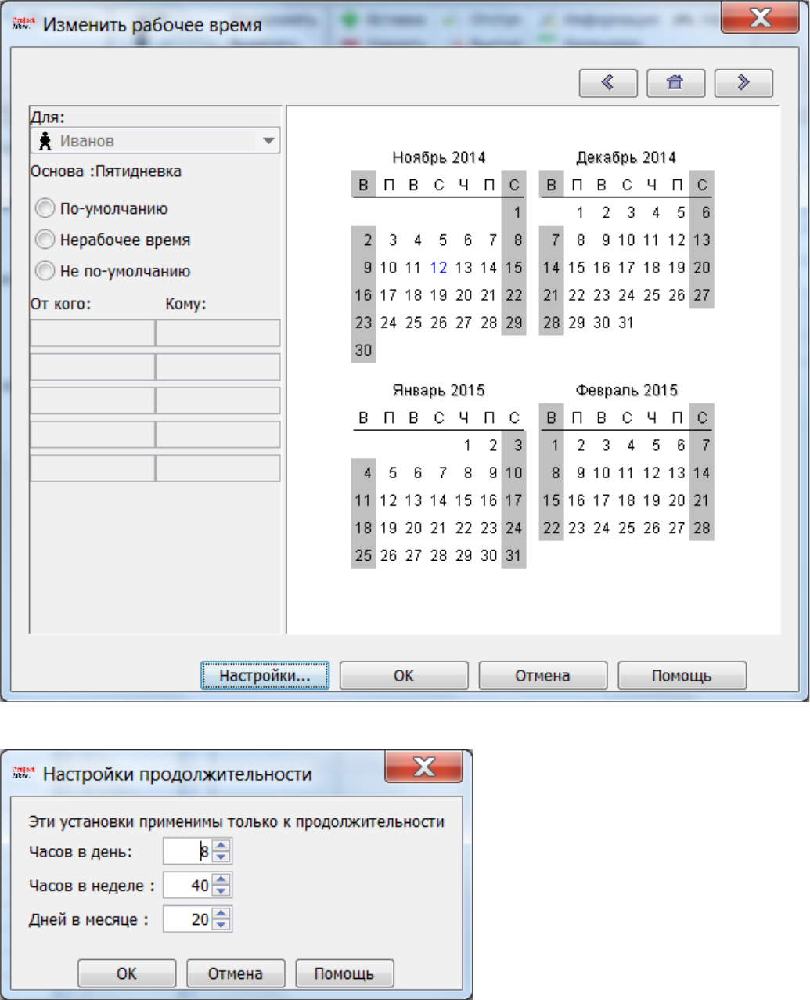 Изменить рабочее время
Для:
Иванов
Основа :Пятидневка
По-умолчанию
Нерабочее время
Не по-умолчанию
От кого: Кому:
Ноябрь 2014
В П В С Ч П С
1
2 3 4 5 6 7 8
9 10 11 12 13 14 15
16 17 18 19 20 21 22
23 24 25 26 27 28 29
30
Декабрь 2014
В П В С Ч П С
1 2 3 4 5 6
7 8 9 10 11 12 13
14 15 16 17 18 19 20
21 22 23 24 25 26 27
28 29 30 31
Январь 2015
В П В С Ч П С
1 2 3
4 5 6 7 8 9 10
11 12 13 14 15 16 17
18 19 20 21 22 23 24
25 26 27 28 29 30 31
Февраль 2015
В П В С Ч П С
1 2 3 4 5 6 7
8 9 10 11 12 13 14
15 16 17 18 19 20 21
22 23 24 25 26 27 28
Настройки... ОК Отмена Помощь
Настройки продолжительности
Эти установки применимы только к продолжительности
Часов в день: 8
Часов в неделе : 40
Дней в месяце : 20
ОК Отмена Помощь